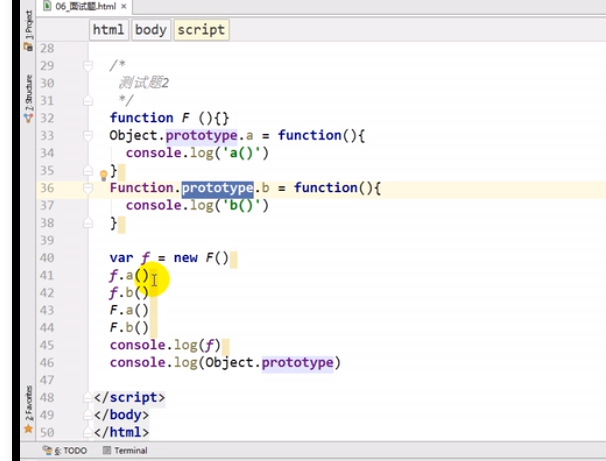 06_面试题.html ×
html body script
1: Project
7: Structure
2: Favorites
28
29 /*
30 测试题2
31 */
32 function F (){}
33 Object.prototype.a = function(){
34 console.log('a()')
35 }
36 Function.prototype.b = function(){
37 console.log('b()')
38 }
39
40 var f = new F()
41 f.a()
42 f.b()
43 F.a()
44 F.b()
45 console.log(f)
46 console.log(Object.prototype)
47
48 </script>
49 </body>
50 </html>
6: TODO Terminal